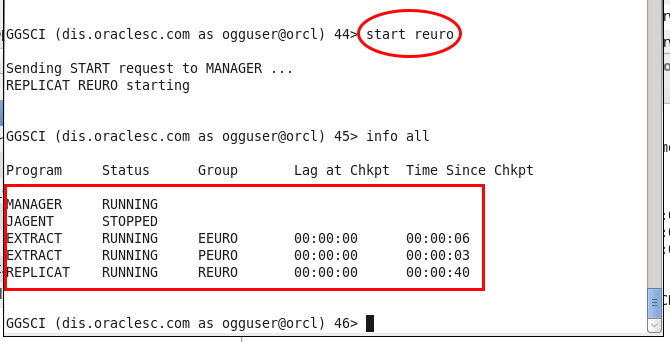 GGSCI (dis.oraclesc.com as ogguser@orcl) 44> start reuro
Sending START request to MANAGER ...
REPLICAT REURO starting
GGSCI (dis.oraclesc.com as ogguser@orcl) 45> info all
Program     Status      Group       Lag at Chkpt  Time Since Chkpt
MANAGER     RUNNING
JAGENT      STOPPED
EXTRACT     RUNNING     EEURO       00:00:00      00:00:06
EXTRACT     RUNNING     PEURO       00:00:00      00:00:03
REPLICAT    RUNNING     REURO       00:00:00      00:00:40
GGSCI (dis.oraclesc.com as ogguser@orcl) 46>